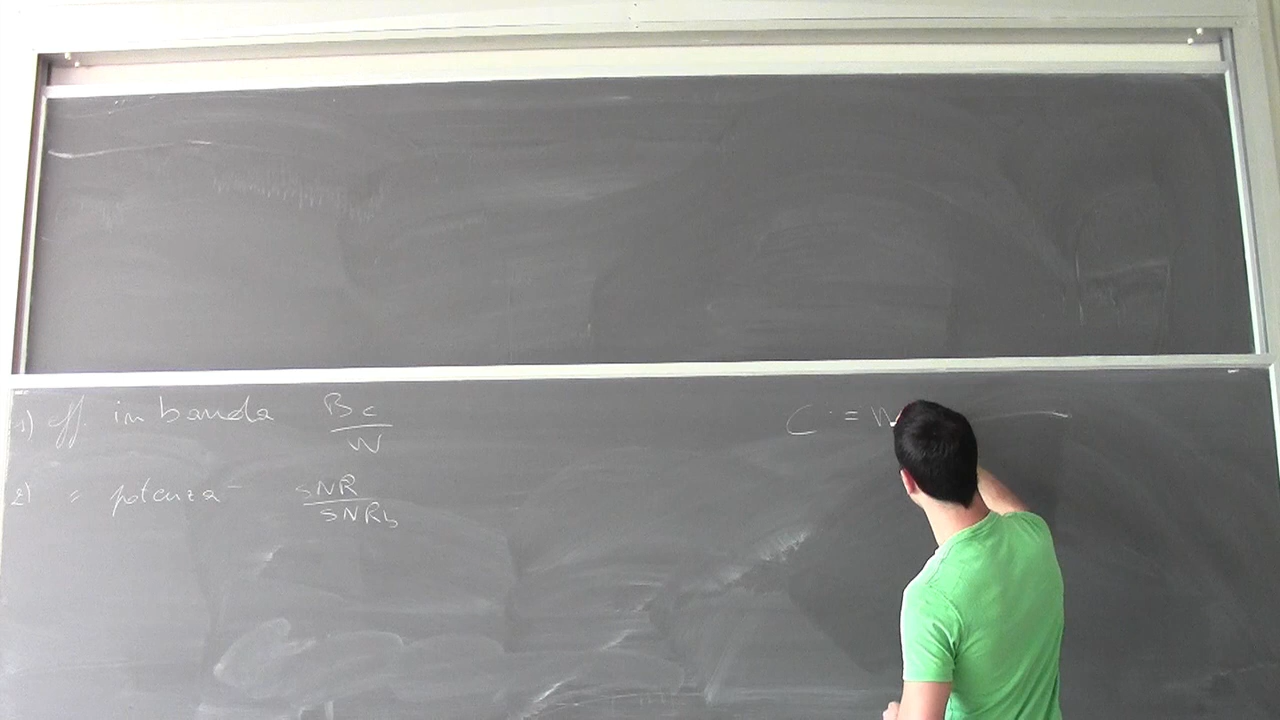 1) eff. in banda Bc/W
2) " potenza SNR/SNRb
C = W